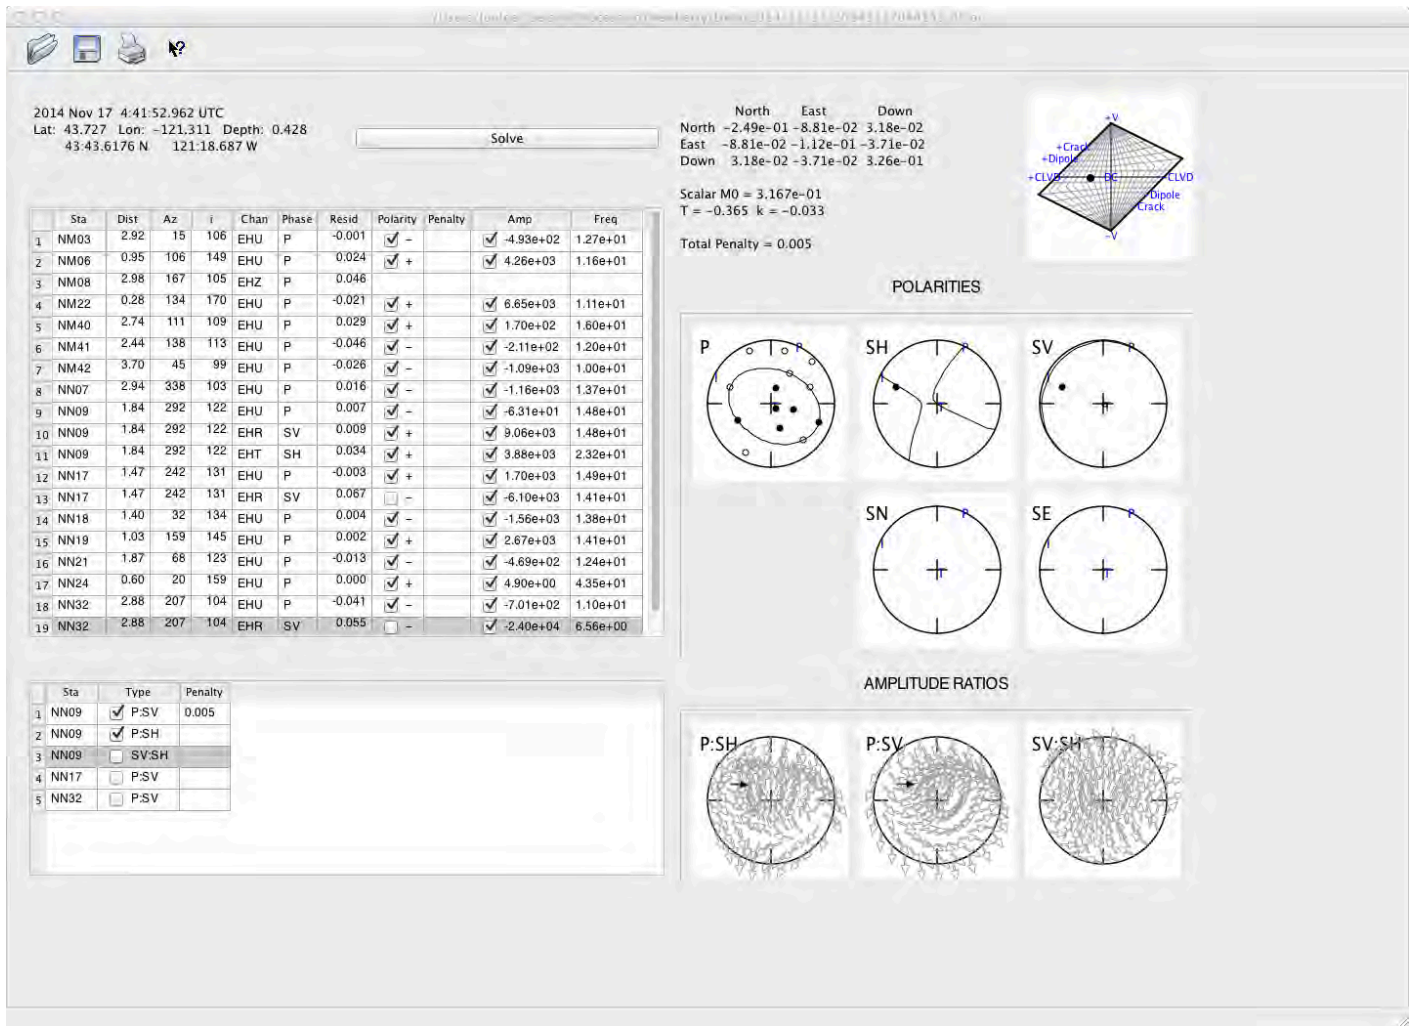 2014 Nov 17 4:41:52.962 UTC
Lat: 43.727 Lon: -121.311 Depth: 0.428
43:43.6176 N 121:18.687 W
Solve
North East Down
North -2.49e-01 -8.81e-02 3.18e-02
East -8.81e-02 -1.12e-01 -3.71e-02
Down 3.18e-02 -3.71e-02 3.26e-01
Scalar M0 = 3.167e-01
T = -0.365 k = -0.033
Total Penalty = 0.005
+V
+Crack
+Dipole
+CLVD DC -CLVD
Dipole
Crack
-V
Sta Dist Az i Chan Phase Resid Polarity Penalty Amp Freq
1 NM03 2.92 15 106 EHU P -0.001 - -4.93e+02 1.27e+01
2 NM06 0.95 106 149 EHU P 0.024 + 4.26e+03 1.16e+01
3 NM08 2.98 167 105 EHZ P 0.046
4 NM22 0.28 134 170 EHU P -0.021 + 6.65e+03 1.11e+01
5 NM40 2.74 111 109 EHU P 0.029 + 1.70e+02 1.60e+01
6 NM41 2.44 138 113 EHU P -0.046 - -2.11e+02 1.20e+01
7 NM42 3.70 45 99 EHU P -0.026 - -1.09e+03 1.00e+01
8 NN07 2.94 338 103 EHU P 0.016 - -1.16e+03 1.37e+01
9 NN09 1.84 292 122 EHU P 0.007 - -6.31e+01 1.48e+01
10 NN09 1.84 292 122 EHR SV 0.009 + 9.06e+03 1.48e+01
11 NN09 1.84 292 122 EHT SH 0.034 + 3.88e+03 2.32e+01
12 NN17 1.47 242 131 EHU P -0.003 + 1.70e+03 1.49e+01
13 NN17 1.47 242 131 EHR SV 0.067 - -6.10e+03 1.41e+01
14 NN18 1.40 32 134 EHU P 0.004 - -1.56e+03 1.38e+01
15 NN19 1.03 159 145 EHU P 0.002 + 2.67e+03 1.41e+01
16 NN21 1.87 68 123 EHU P -0.013 - -4.69e+02 1.24e+01
17 NN24 0.60 20 159 EHU P 0.000 + 4.90e+00 4.35e+01
18 NN32 2.88 207 104 EHU P -0.041 - -7.01e+02 1.10e+01
19 NN32 2.88 207 104 EHR SV 0.055 - -2.40e+04 6.56e+00
POLARITIES
P P I T
SH P I T
SV P I
SN P I T
SE P I T
Sta Type Penalty
1 NN09 P:SV 0.005
2 NN09 P:SH
3 NN09 SV:SH
4 NN17 P:SV
5 NN32 P:SV
AMPLITUDE RATIOS
P:SH P:SV SV:SH